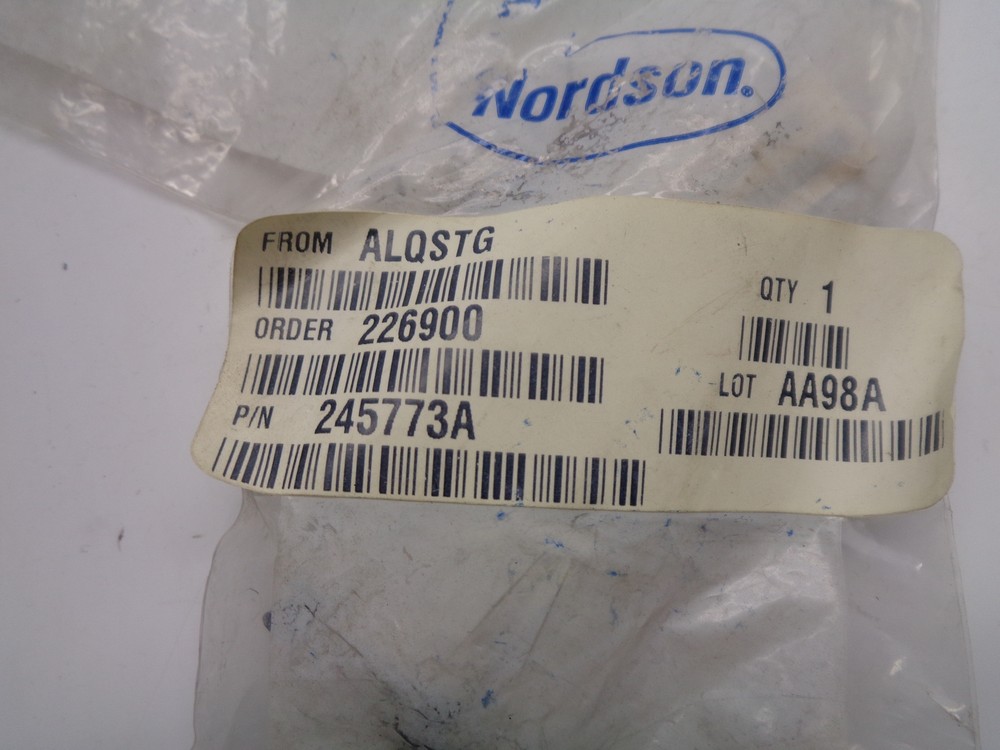 Nordson®
FROM ALQSTG
QTY 1
ORDER 226900
LOT AA98A
P/N 245773A